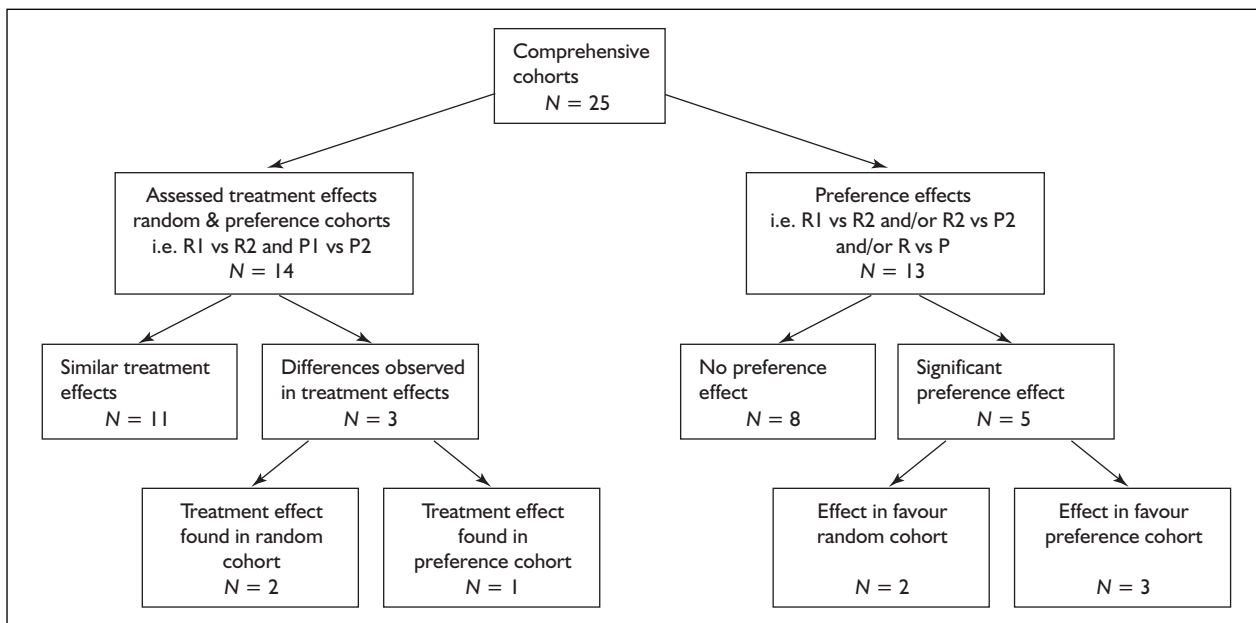 Comprehensive
cohorts
N = 25
Assessed treatment effects
random & preference cohorts
i.e. R1 vs R2 and P1 vs P2
N = 14
Preference effects
i.e. R1 vs R2 and/or R2 vs P2
and/or R vs P
N = 13
Similar treatment
effects
N = 11
Differences observed
in treatment effects
N = 3
No preference
effect
N = 8
Significant
preference effect
N = 5
Treatment effect
found in random
cohort
N = 2
Treatment effect
found in
preference cohort
N = 1
Effect in favour
random cohort
N = 2
Effect in favour
preference cohort
N = 3